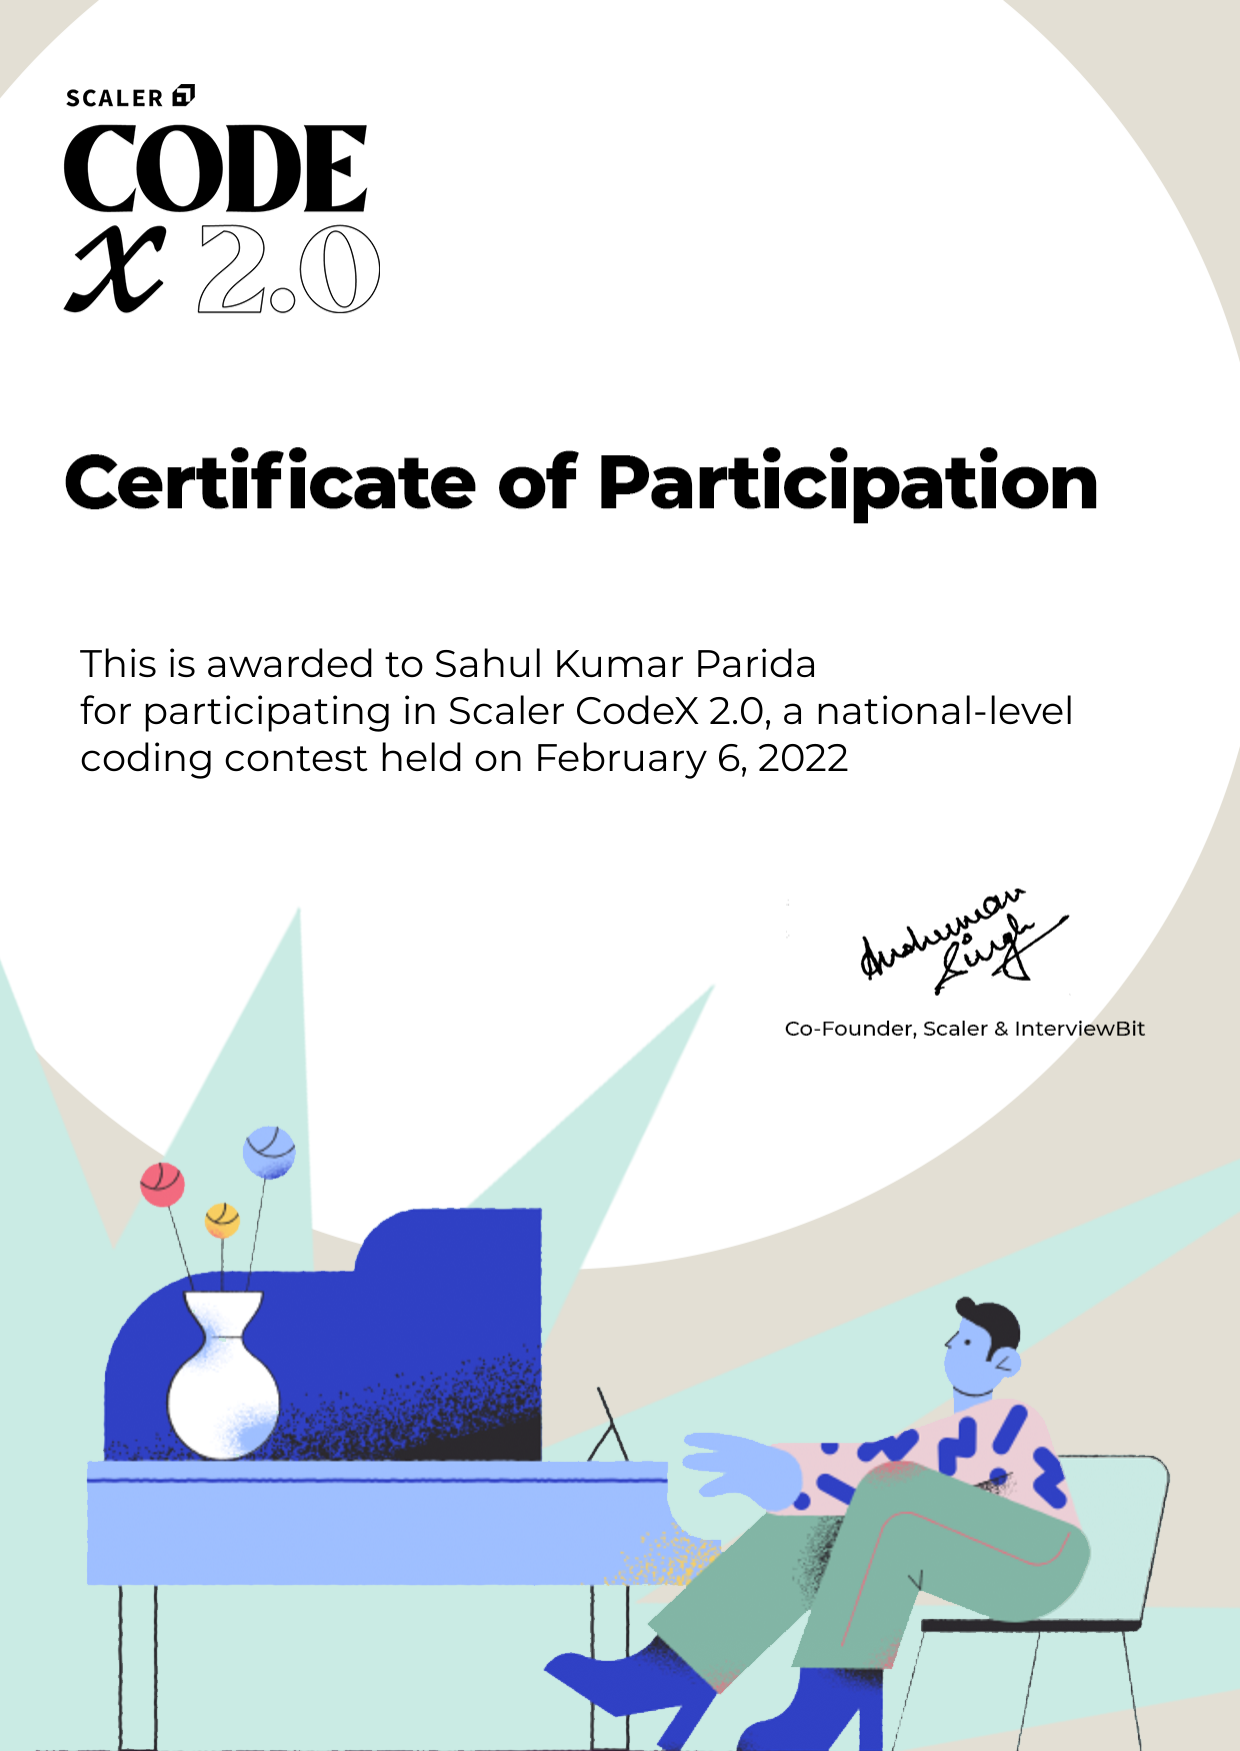 SCALER
CODE
X 2.0
Certificate of Participation
This is awarded to Sahul Kumar Parida
for participating in Scaler CodeX 2.0, a national-level
coding contest held on February 6, 2022
Anshuman
Singh
Co-Founder, Scaler & InterviewBit